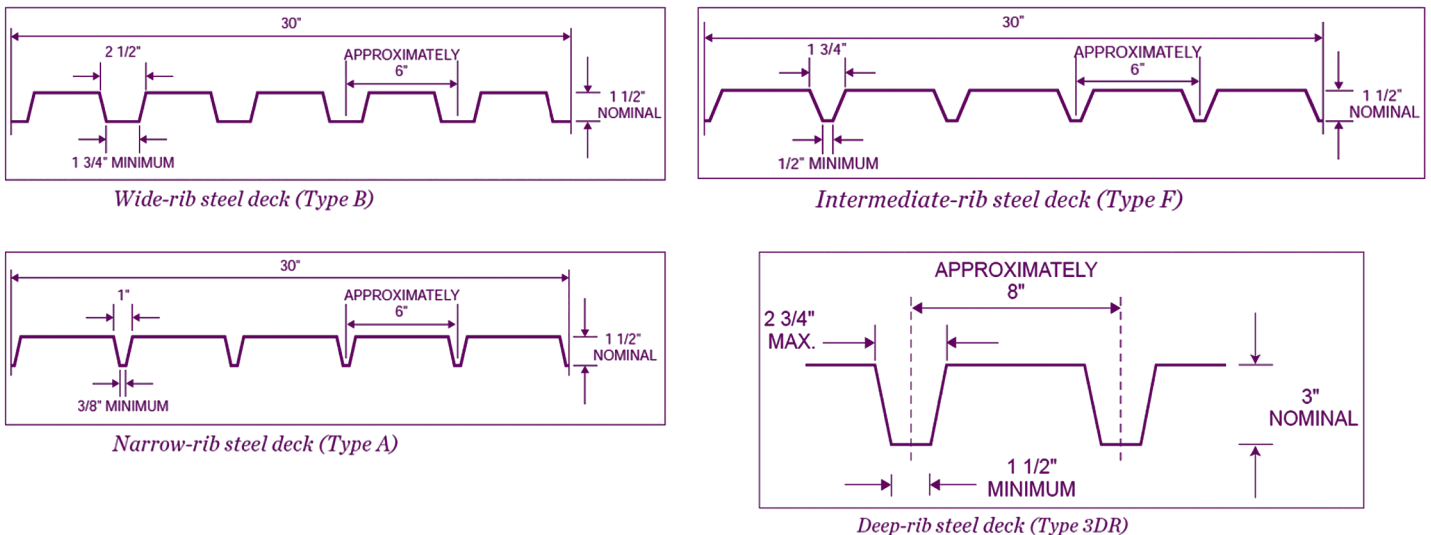 30"
2 1/2"
APPROXIMATELY
6"
1 1/2"
NOMINAL
1 3/4" MINIMUM
Wide-rib steel deck (Type B)
30"
1 3/4"
APPROXIMATELY
6"
1 1/2"
NOMINAL
1/2" MINIMUM
Intermediate-rib steel deck (Type F)
30"
1"
APPROXIMATELY
6"
1 1/2"
NOMINAL
3/8" MINIMUM
Narrow-rib steel deck (Type A)
APPROXIMATELY
8"
2 3/4"
MAX.
3"
NOMINAL
1 1/2"
MINIMUM
Deep-rib steel deck (Type 3DR)